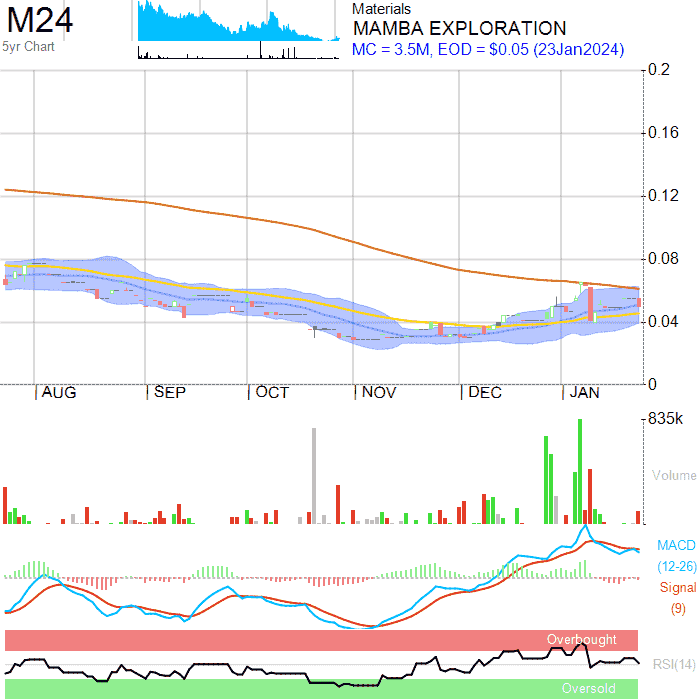 M24
5yr Chart
Materials
MAMBA EXPLORATION
MC = 3.5M, EOD = $0.05 (23Jan2024)
0.2
0.16
0.12
0.08
0.04
0
AUG
SEP
OCT
NOV
DEC
JAN
835k
Volume
MACD
(12-26)
Signal
(9)
Overbought
RSI(14)
Oversold